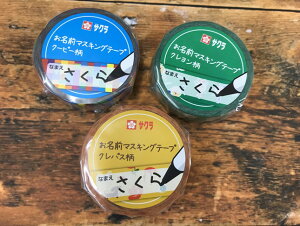 サクラ
お名前マスキングテープ
クーピー柄
なまえ
さくら
サクラ
お名前マスキングテープ
クレヨン柄
なまえ
さくら
サクラ
お名前マスキングテープ
クレパス柄
なまえ
さくら